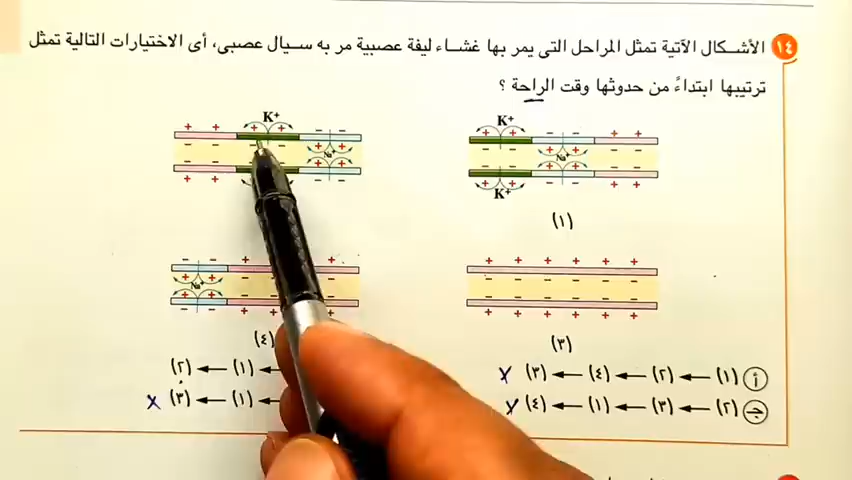 ١٤ الأشكال الآتية تمثل المراحل التى يمر بها غشاء ليفة عصبية مر به سيال عصبى، أى الاختيارات التالية تمثل
ترتيبها ابتداءً من حدوثها وقت الراحة ؟
K+
Na+
K+
Na+
K+
(١)
Na+
(٣)
(٤)
أ (١) ← (٢) ← (٤) ← (٣) X
← (١) ← (٢)
ج (٢) ← (٣) ← (١) ← (٤) X
← (١) ← (٣) X